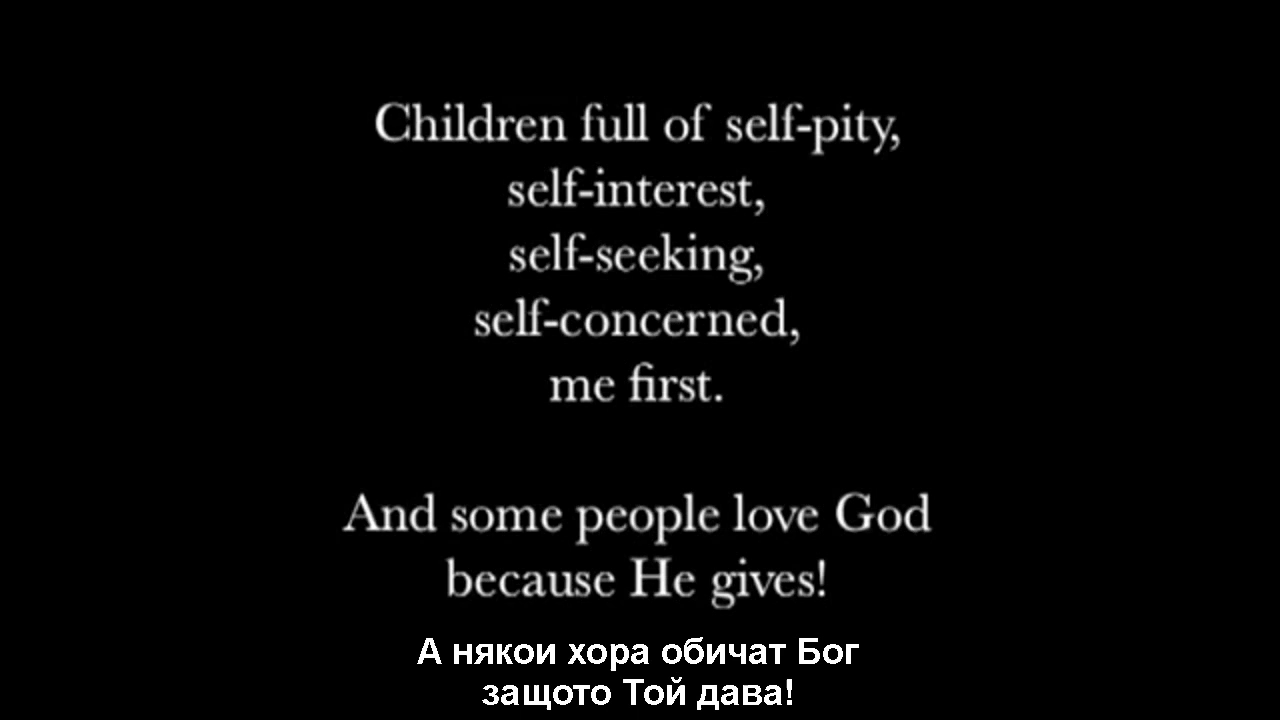 Children full of self-pity,
self-interest,
self-seeking,
self-concerned,
me first.
And some people love God
because He gives!
А някои хора обичат Бог
защото Той дава!